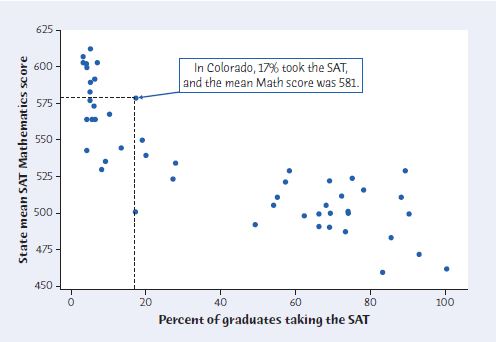 625
600
575
550
525
500
475
450
State mean SAT Mathematics score
In Colorado, 17% took the SAT,
and the mean Math score was 581.
0 20 40 60 80 100
Percent of graduates taking the SAT